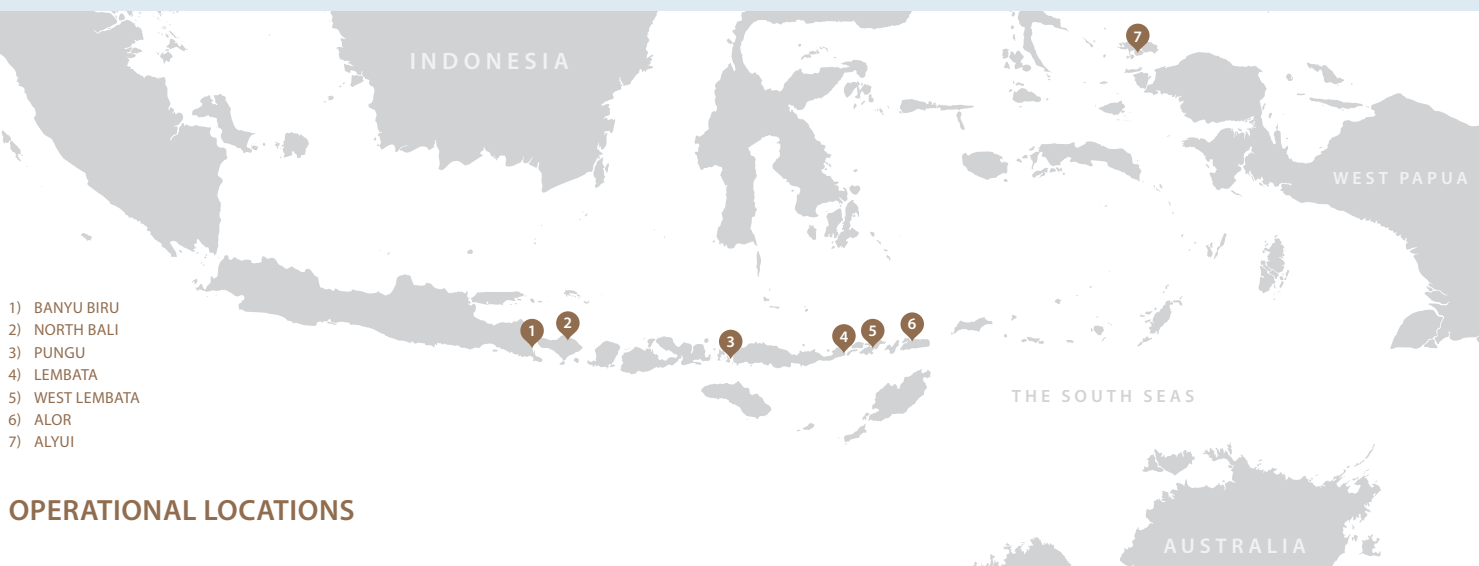 INDONESIA
7
WEST PAPUA
1) BANYU BIRU
2) NORTH BALI
3) PUNGU
4) LEMBATA
5) WEST LEMBATA
6) ALOR
7) ALYUI
1
2
3
4
5
6
THE SOUTH SEAS
OPERATIONAL LOCATIONS
AUSTRALIA